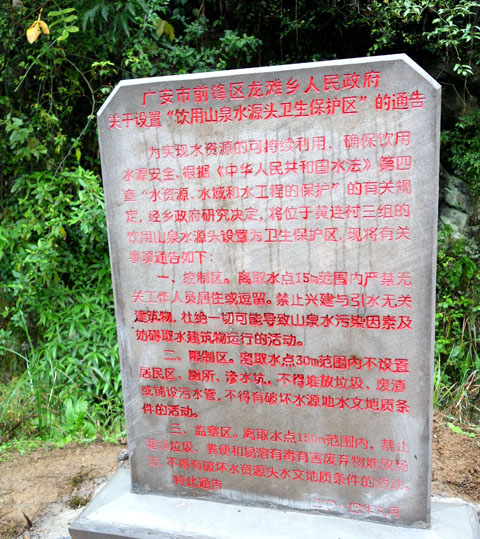 广安市前锋区龙滩乡人民政府
关于设置“饮用山泉水源头卫生保护区”的通告
为实现水资源的可持续利用，确保饮用
水源安全，根据《中华人民共和国水法》第四
章“水资源、水域和水工程的保护”的有关规
定，经乡政府研究决定，将位于黄连村三组的
饮用山泉水源头设置为卫生保护区，现将有关
事项通告如下：
一、控制区。离取水点15m范围内严禁无
关工作人员居住或逗留。禁止兴建与引水无关
建筑物，杜绝一切可能导致山泉水污染因素及
妨碍取水建筑物运行的活动。
二、限制区。离取水点30m范围内不设置
居民区、厕所、渗水坑，不得堆放垃圾、废渣
或铺设污水管，不得有破坏水源地水文地质条
件的活动。
三、监察区。离取水点150m范围内，禁止
堆放垃圾、粪便和易溶有毒有害废弃物堆放场
，不得有破坏水资源头水文地质条件的活动。
特此通告